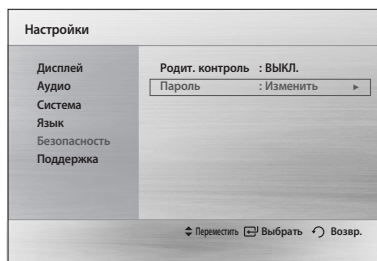 Настройки
Дисплей
Аудио
Система
Язык
Безопасность
Поддержка
Родит. контроль : ВЫКЛ.
Пароль : Изменить ►
Переместить Выбрать Возвр.